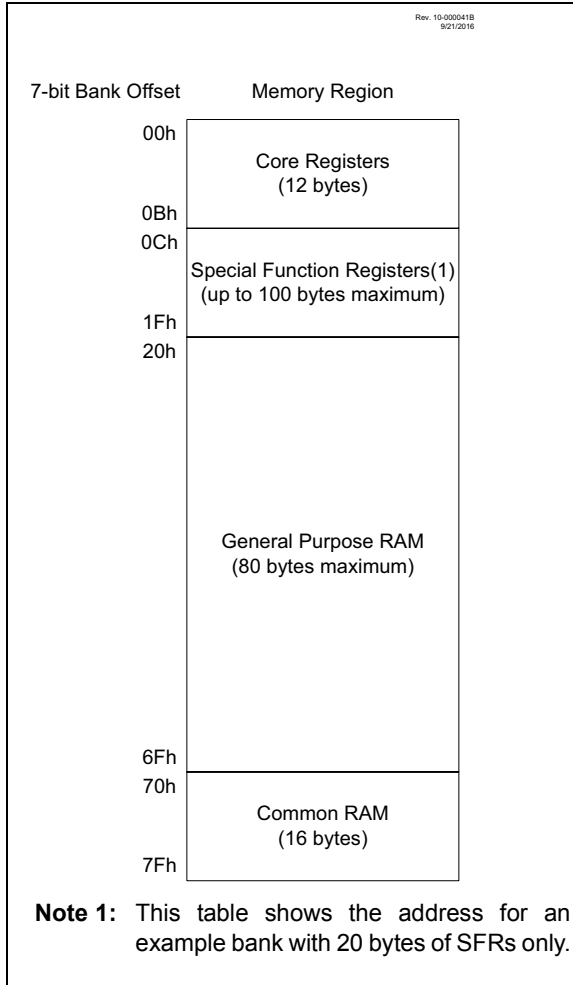 Rev. 10-000041B
9/21/2016
7-bit Bank Offset Memory Region
00h
Core Registers
(12 bytes)
0Bh
0Ch
Special Function Registers(1)
(up to 100 bytes maximum)
1Fh
20h
General Purpose RAM
(80 bytes maximum)
6Fh
70h
Common RAM
(16 bytes)
7Fh
Note 1: This table shows the address for an
example bank with 20 bytes of SFRs only.